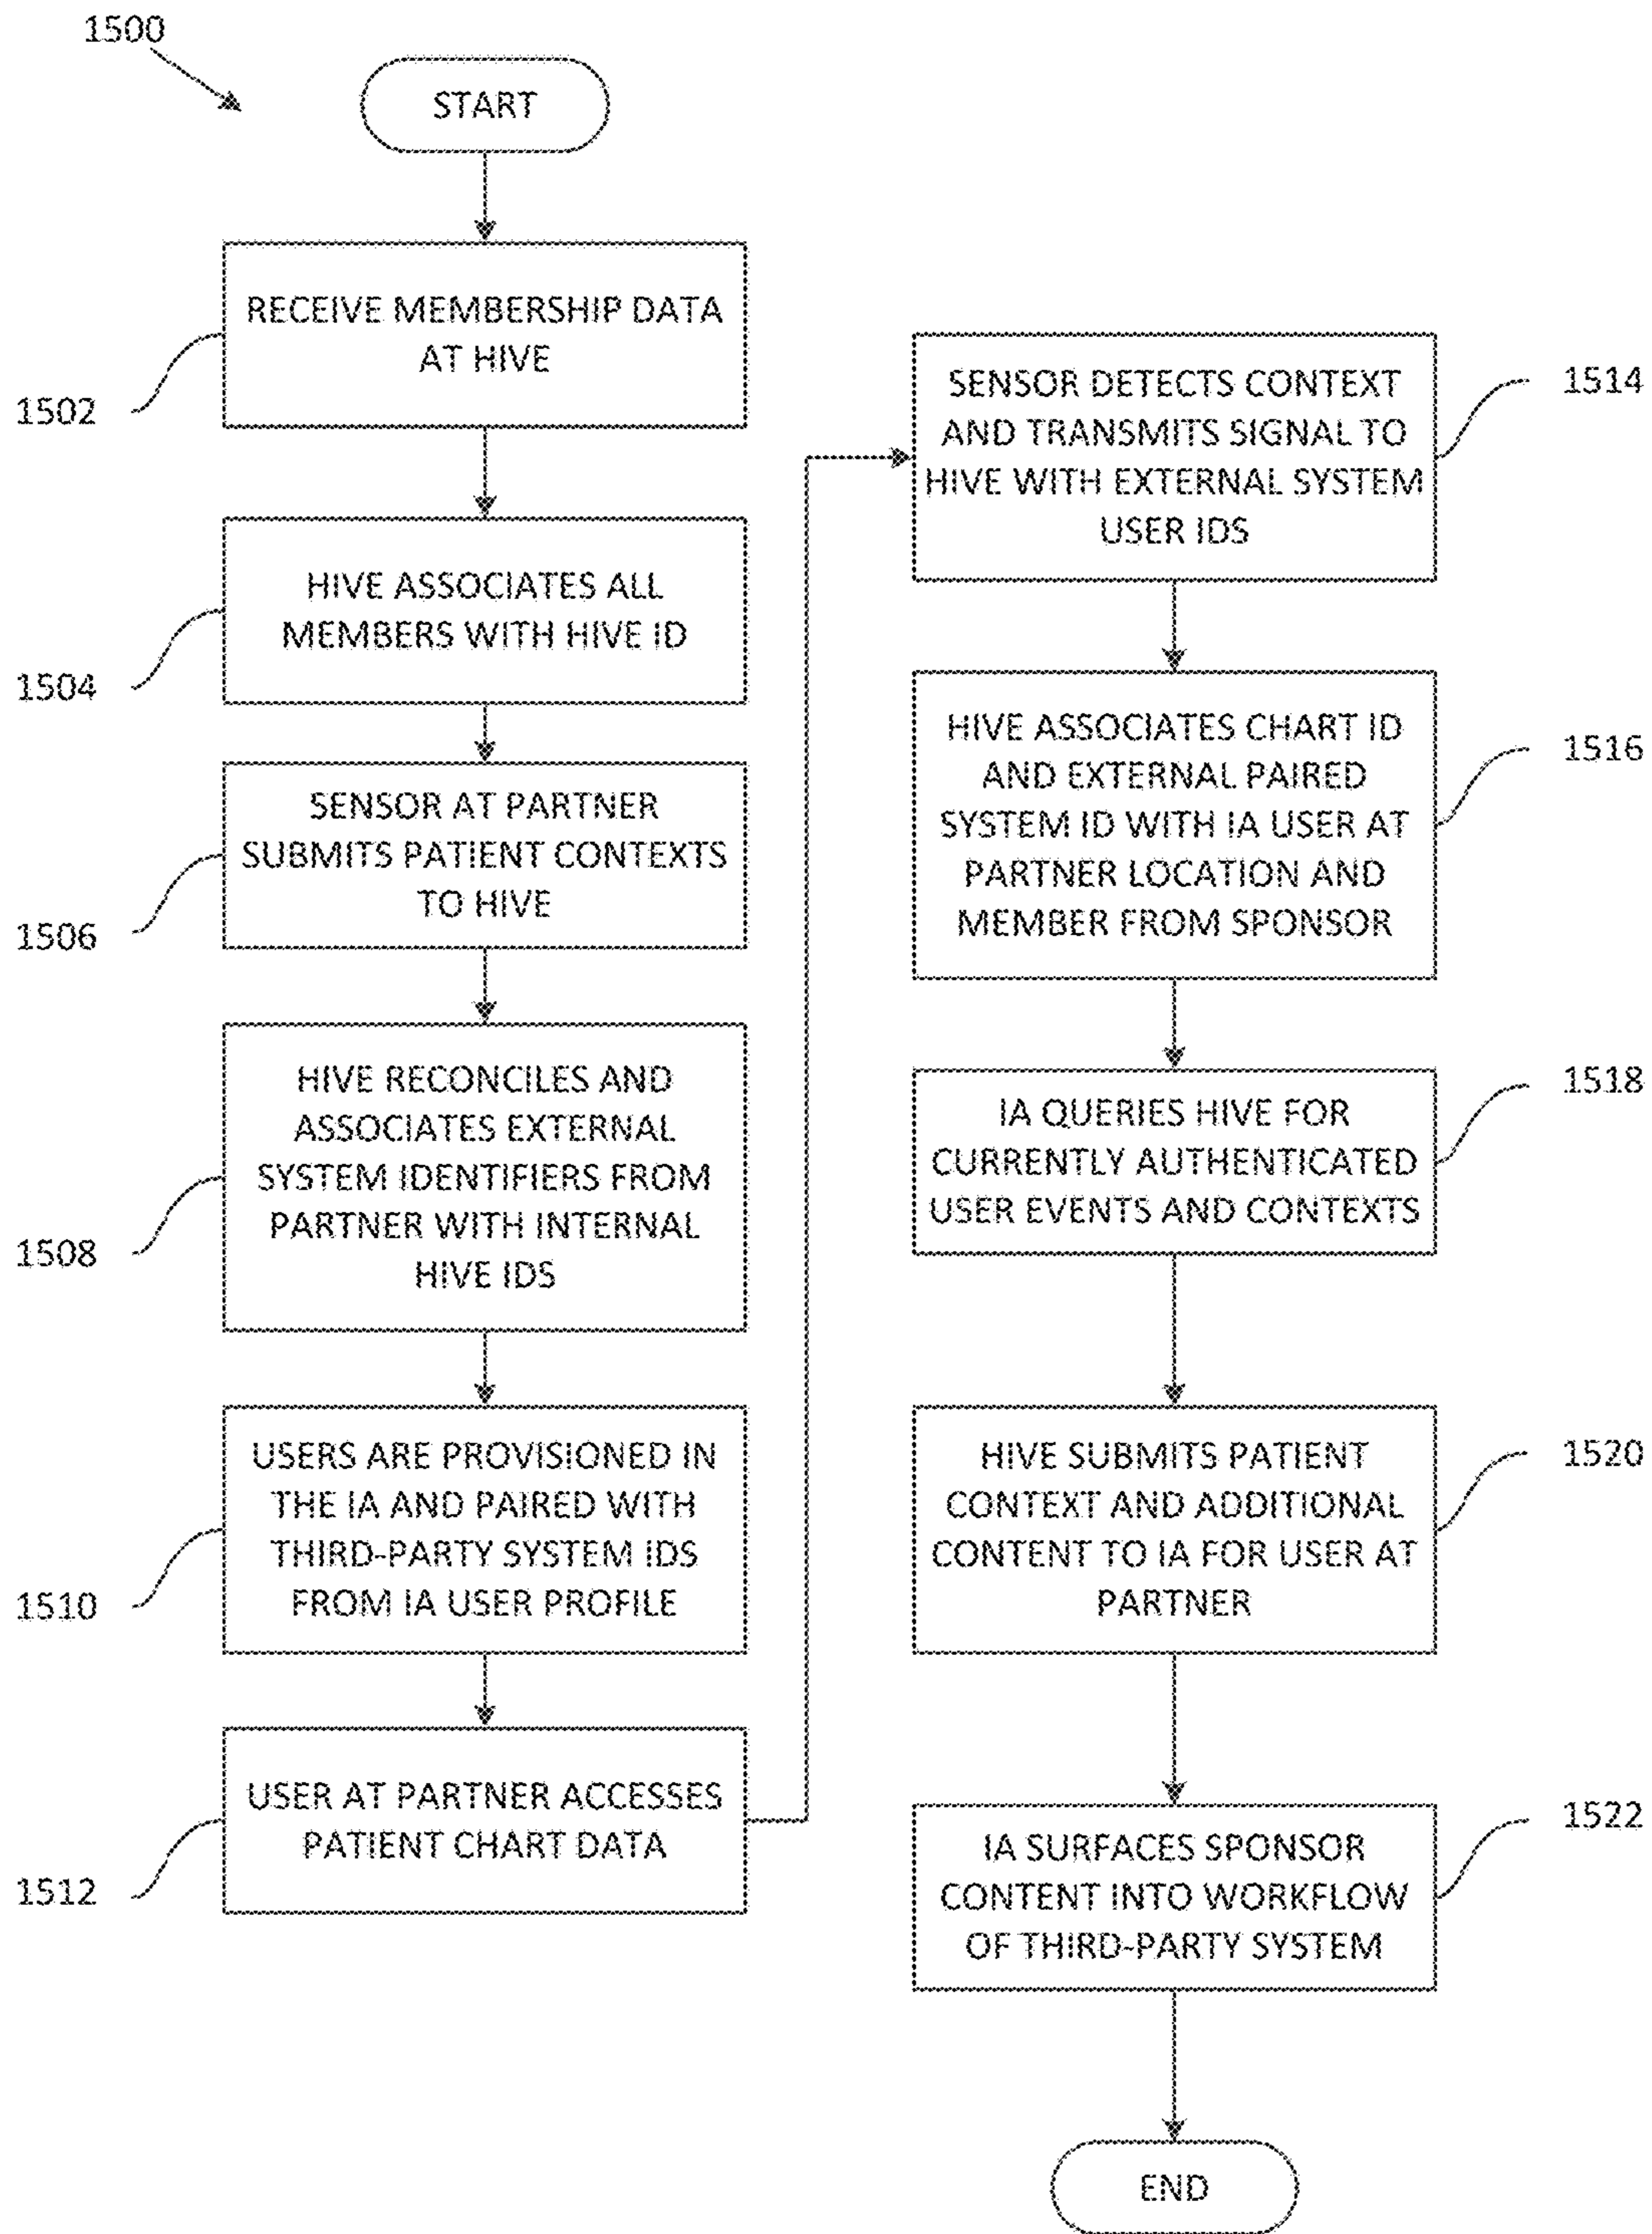 1500
START
RECEIVE MEMBERSHIP DATA
AT HIVE
1502
HIVE ASSOCIATES ALL
MEMBERS WITH HIVE ID
1504
SENSOR AT PARTNER
SUBMITS PATIENT CONTEXTS
TO HIVE
1506
HIVE RECONCILES AND
ASSOCIATES EXTERNAL
SYSTEM IDENTIFIERS FROM
PARTNER WITH INTERNAL
HIVE IDS
1508
USERS ARE PROVISIONED IN
THE IA AND PAIRED WITH
THIRD-PARTY SYSTEM IDS
FROM IA USER PROFILE
1510
USER AT PARTNER ACCESSES
PATIENT CHART DATA
1512
SENSOR DETECTS CONTEXT
AND TRANSMITS SIGNAL TO
HIVE WITH EXTERNAL SYSTEM
USER IDS
1514
HIVE ASSOCIATES CHART ID
AND EXTERNAL PAIRED
SYSTEM ID WITH IA USER AT
PARTNER LOCATION AND
MEMBER FROM SPONSOR
1516
IA QUERIES HIVE FOR
CURRENTLY AUTHENTICATED
USER EVENTS AND CONTEXTS
1518
HIVE SUBMITS PATIENT
CONTEXT AND ADDITIONAL
CONTENT TO IA FOR USER AT
PARTNER
1520
IA SURFACES SPONSOR
CONTENT INTO WORKFLOW
OF THIRD-PARTY SYSTEM
1522
END